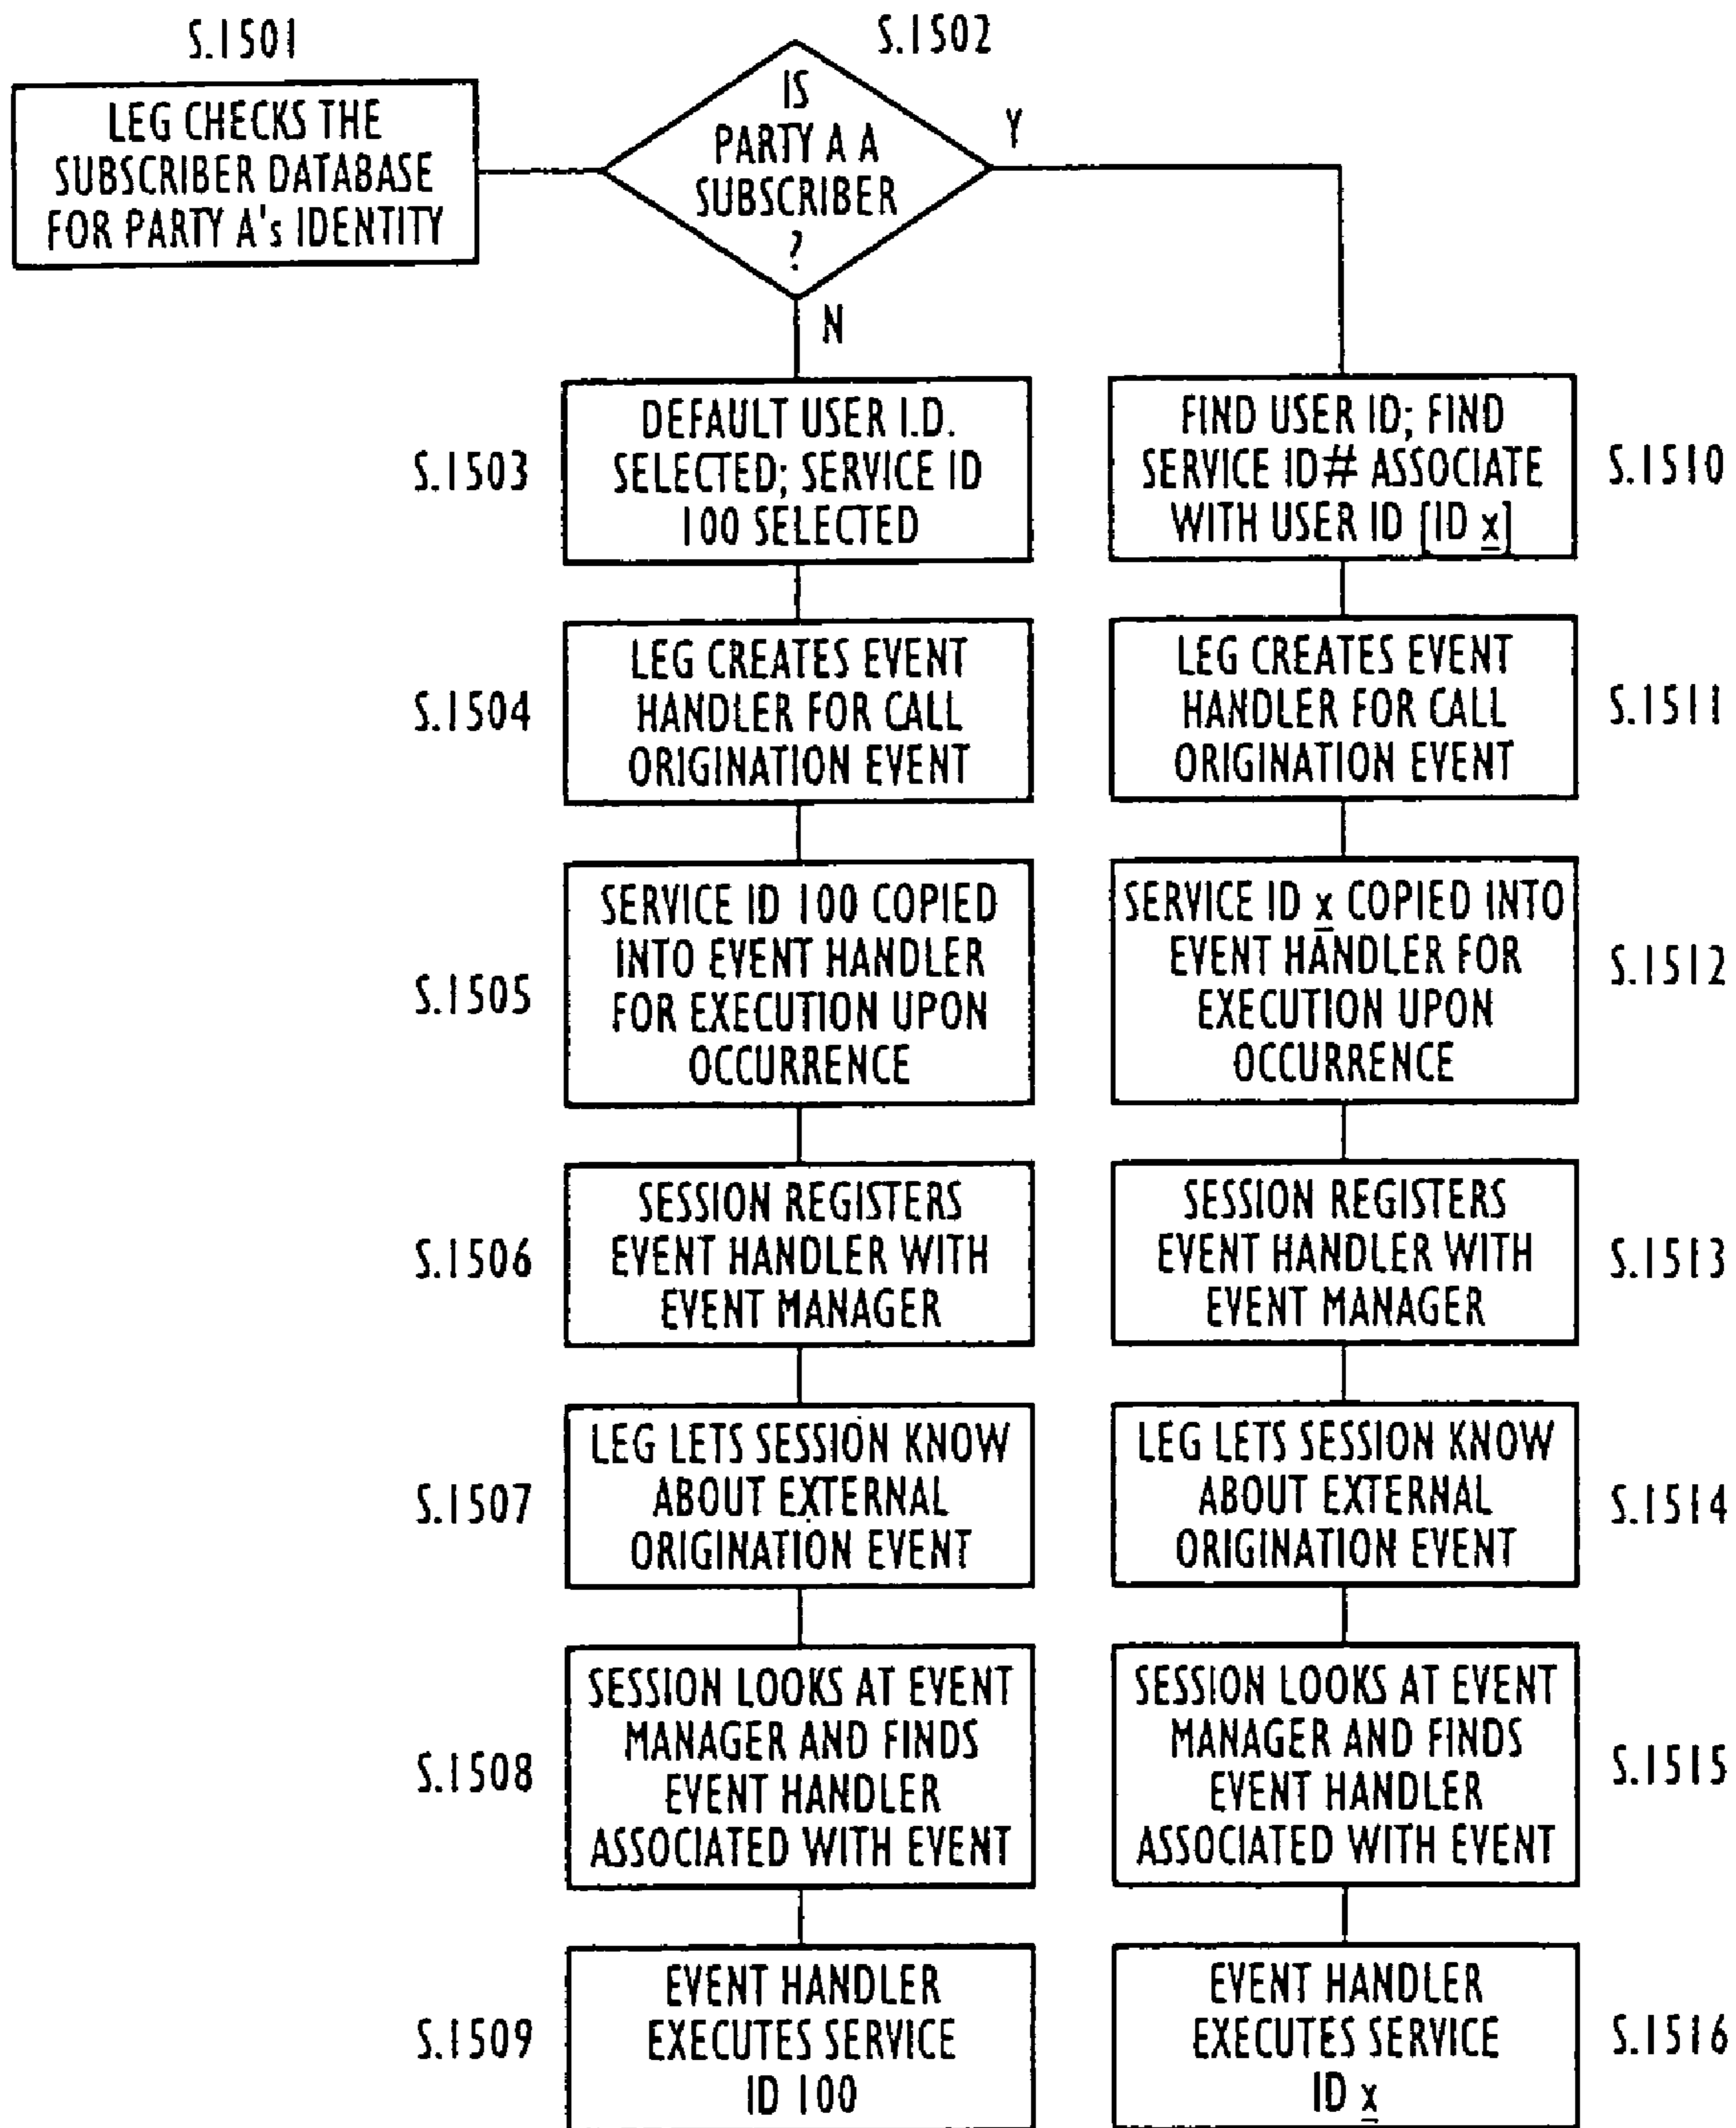 S.1501
LEG CHECKS THE
SUBSCRIBER DATABASE
FOR PARTY A's IDENTITY
S.1502
IS
PARTY A A
SUBSCRIBER
?
Y
N
S.1503
DEFAULT USER I.D.
SELECTED; SERVICE ID
100 SELECTED
S.1504
LEG CREATES EVENT
HANDLER FOR CALL
ORIGINATION EVENT
S.1505
SERVICE ID 100 COPIED
INTO EVENT HANDLER
FOR EXECUTION UPON
OCCURRENCE
S.1506
SESSION REGISTERS
EVENT HANDLER WITH
EVENT MANAGER
S.1507
LEG LETS SESSION KNOW
ABOUT EXTERNAL
ORIGINATION EVENT
S.1508
SESSION LOOKS AT EVENT
MANAGER AND FINDS
EVENT HANDLER
ASSOCIATED WITH EVENT
S.1509
EVENT HANDLER
EXECUTES SERVICE
ID 100
FIND USER ID; FIND
SERVICE ID# ASSOCIATE
WITH USER ID [ID x]
S.1510
LEG CREATES EVENT
HANDLER FOR CALL
ORIGINATION EVENT
S.1511
SERVICE ID x COPIED INTO
EVENT HANDLER FOR
EXECUTION UPON
OCCURRENCE
S.1512
SESSION REGISTERS
EVENT HANDLER WITH
EVENT MANAGER
S.1513
LEG LETS SESSION KNOW
ABOUT EXTERNAL
ORIGINATION EVENT
S.1514
SESSION LOOKS AT EVENT
MANAGER AND FINDS
EVENT HANDLER
ASSOCIATED WITH EVENT
S.1515
EVENT HANDLER
EXECUTES SERVICE
ID x
S.1516